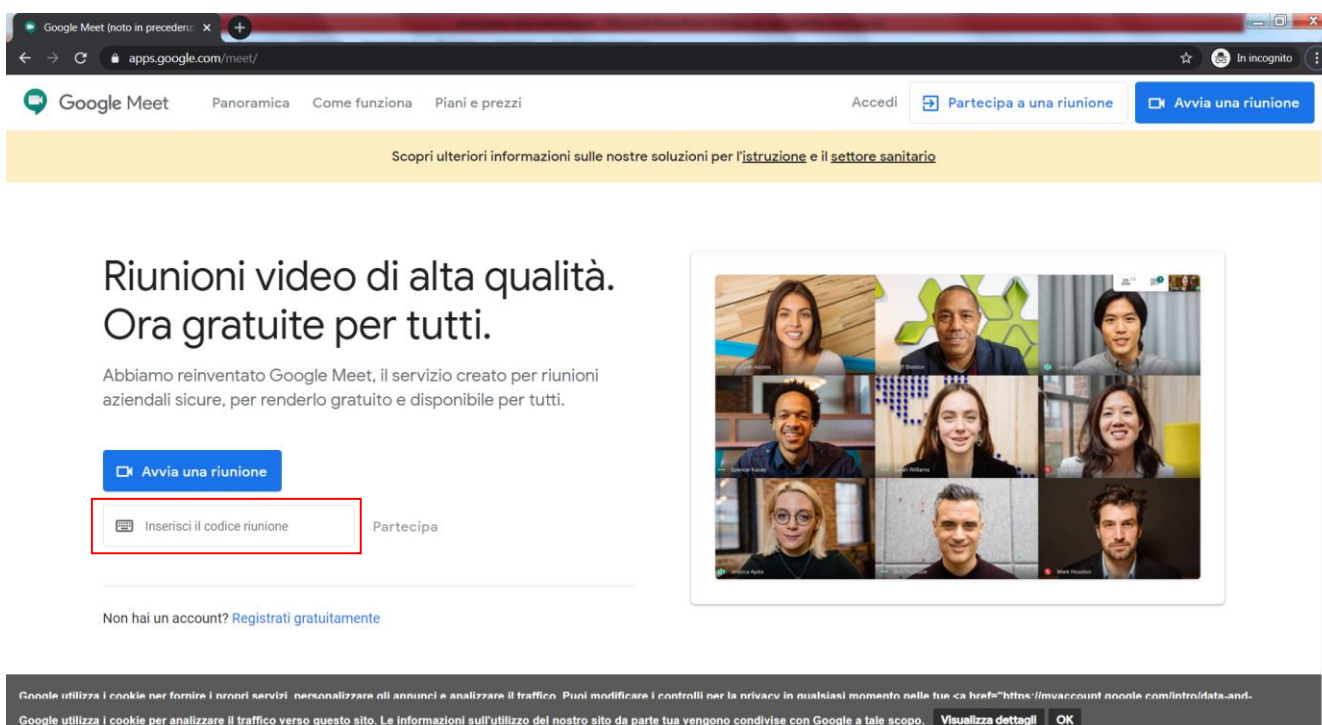 Google Meet (noto in precedenz
apps.google.com/meet/
In incognito
Google Meet
Panoramica
Come funziona
Piani e prezzi
Accedi
Partecipa a una riunione
Avvia una riunione
Scopri ulteriori informazioni sulle nostre soluzioni per l'istruzione e il settore sanitario
Riunioni video di alta qualità.
Ora gratuite per tutti.
Abbiamo reinventato Google Meet, il servizio creato per riunioni
aziendali sicure, per renderlo gratuito e disponibile per tutti.
Avvia una riunione
Inserisci il codice riunione
Partecipa
Spencer Kacey
Williams
Jessica Ayala
Mark Houston
Non hai un account? Registrati gratuitamente
Google utilizza i cookie per fornire i propri servizi, personalizzare gli annunci e analizzare il traffico. Puoi modificare i controlli per la privacy in qualsiasi momento nelle tue <a href="https://myaccount.google.com/intro/data-and-
Google utilizza i cookie per analizzare il traffico verso questo sito. Le informazioni sull'utilizzo del nostro sito da parte tua vengono condivise con Google a tale scopo.
Visualizza dettagli
OK